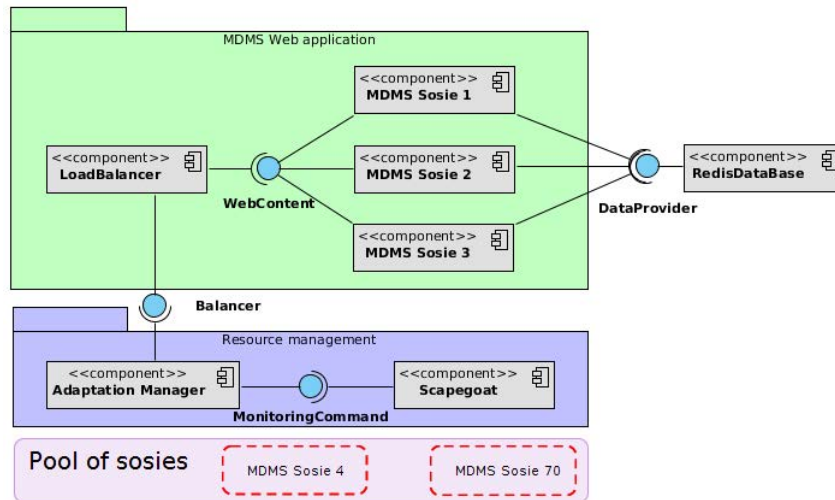 MDMS Web application
<<component>>
MDMS Sosie 1
<<component>>
LoadBalancer
WebContent
<<component>>
MDMS Sosie 2
<<component>>
MDMS Sosie 3
DataProvider
<<component>>
RedisDataBase
Balancer
Resource management
<<component>>
Adaptation Manager
MonitoringCommand
<<component>>
Scapegoat
Pool of sosies
MDMS Sosie 4
MDMS Sosie 70